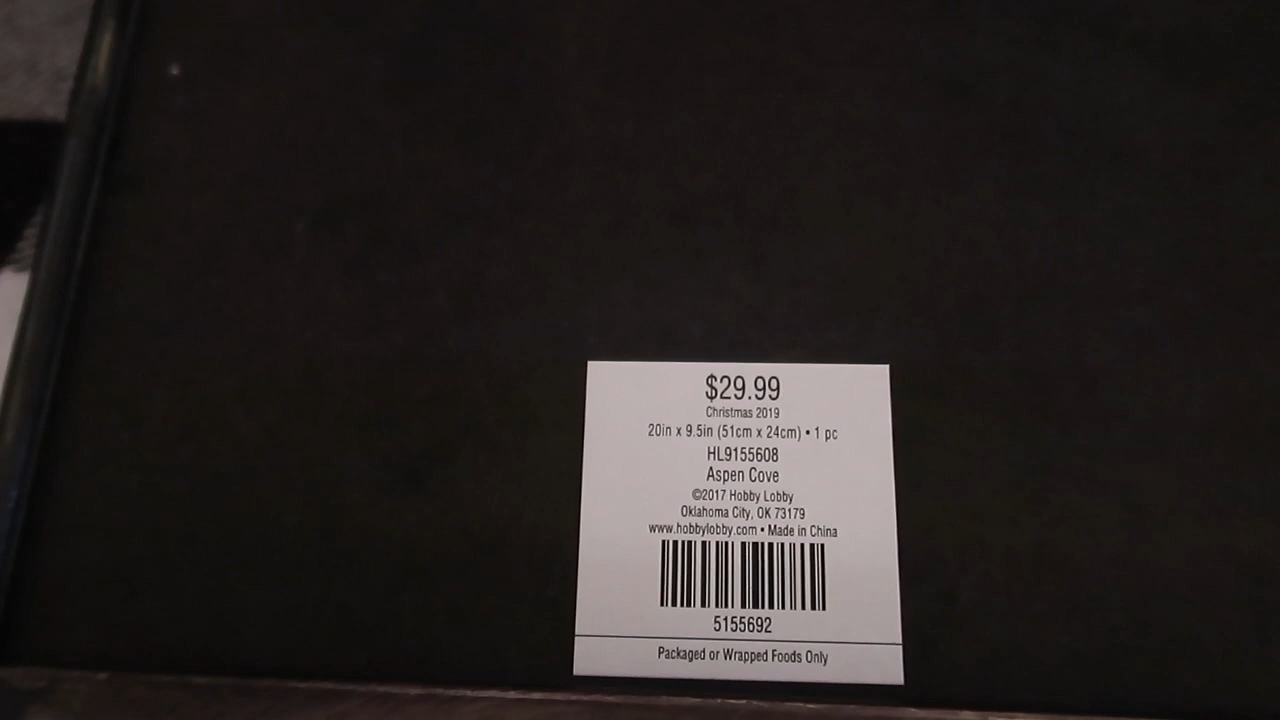 $29.99
Christmas 2019
20in x 9.5in (51cm x 24cm) • 1 pc
HL9155608
Aspen Cove
©2017 Hobby Lobby
Oklahoma City, OK 73179
www.hobbylobby.com • Made in China
5155692
Packaged or Wrapped Foods Only